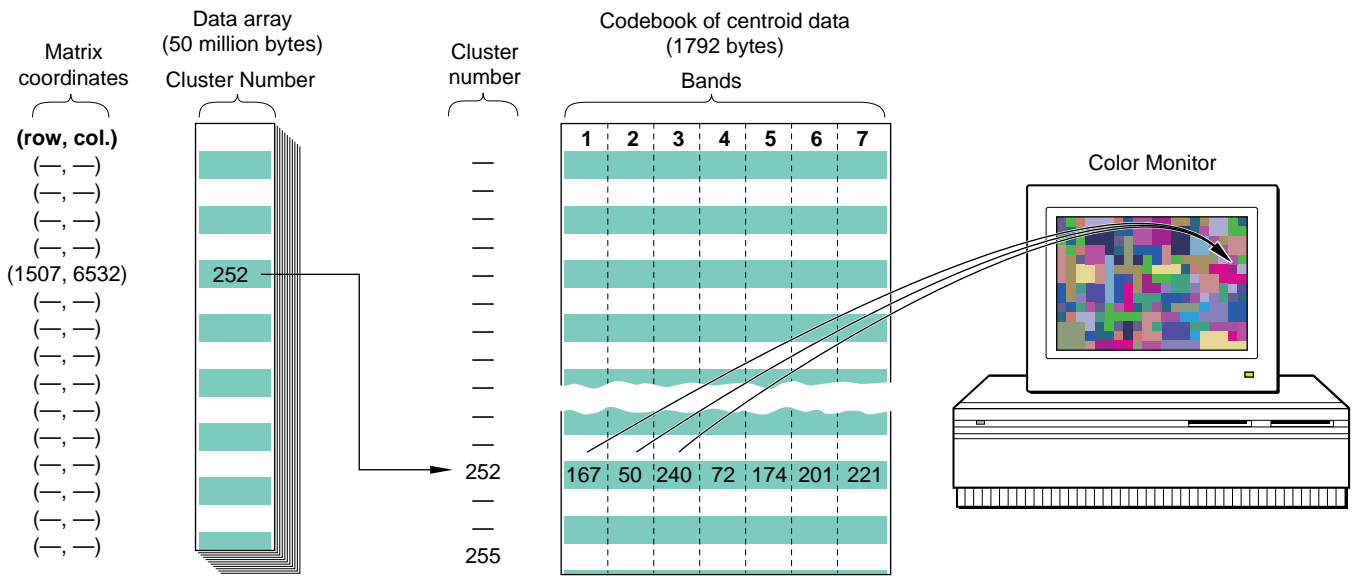 Data array
(50 million bytes)
Codebook of centroid data
(1792 bytes)
Matrix
coordinates
Cluster Number
Cluster
number
Bands
(row, col.)
1 2 3 4 5 6 7
Color Monitor
(—, —) —
(—, —) —
(—, —) —
(—, —) —
(1507, 6532) 252 —
(—, —) —
(—, —) —
(—, —) —
(—, —) —
(—, —) —
(—, —) —
(—, —) 252 167 50 240 72 174 201 221
(—, —) —
(—, —) —
(—, —) 255